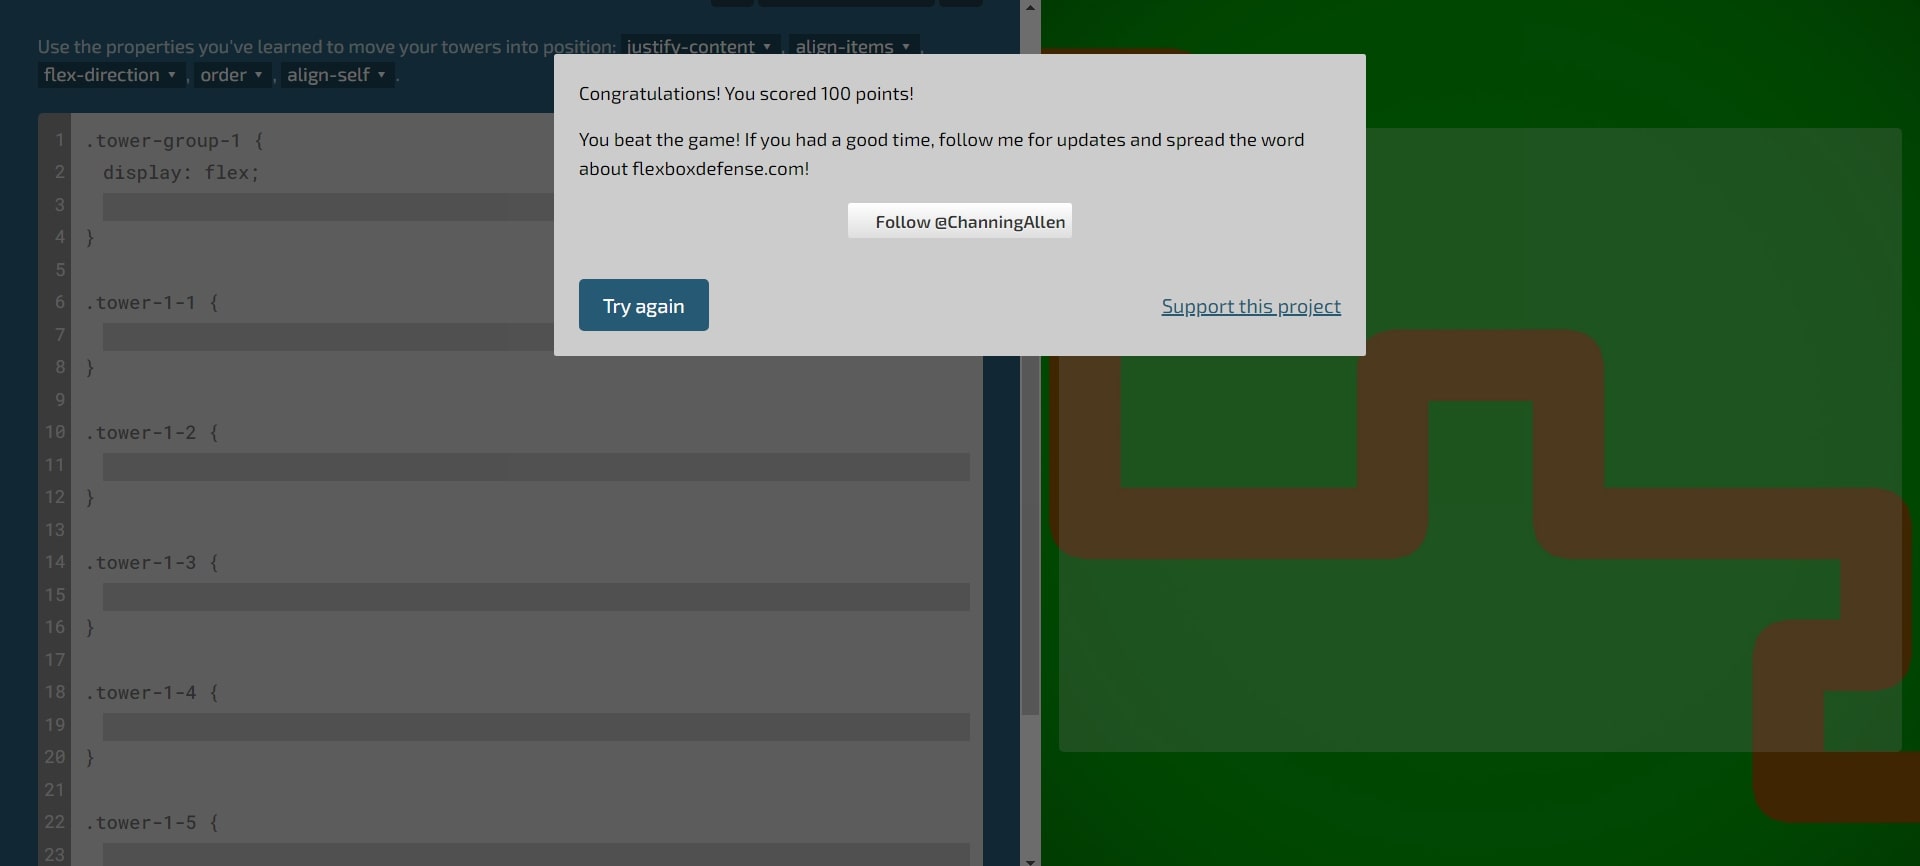 Use the properties you've learned to move your towers into position: justify-content ▾ , align-items ▾ ,
flex-direction ▾ , order ▾ , align-self ▾ .
Congratulations! You scored 100 points!
You beat the game! If you had a good time, follow me for updates and spread the word
about flexboxdefense.com!
Follow @ChanningAllen
Try again
Support this project
1 .tower-group-1 {
2 display: flex;
3
4 }
5
6 .tower-1-1 {
7
8 }
9
10 .tower-1-2 {
11
12 }
13
14 .tower-1-3 {
15
16 }
17
18 .tower-1-4 {
19
20 }
21
22 .tower-1-5 {
23